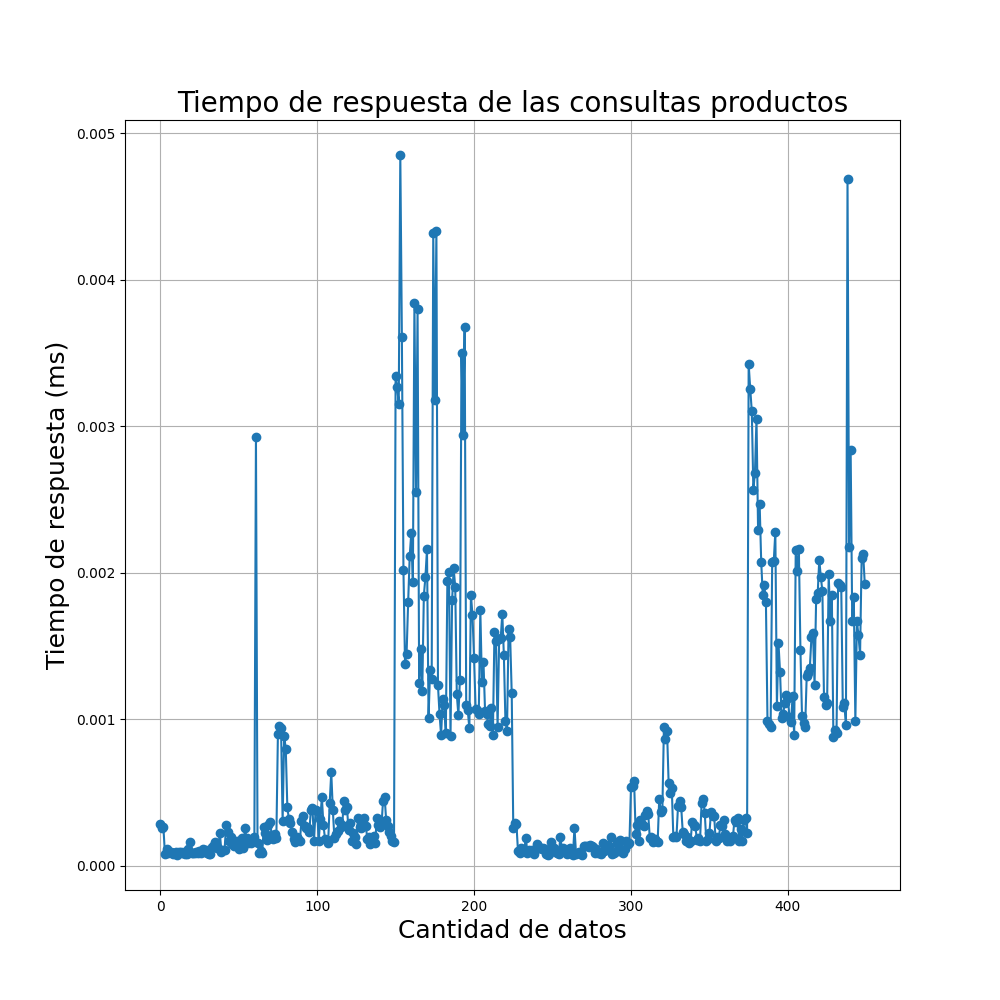 Tiempo de respuesta de las consultas productos
0.005
0.004
0.003
0.002
0.001
0.000
Tiempo de respuesta (ms)
0 100 200 300 400
Cantidad de datos